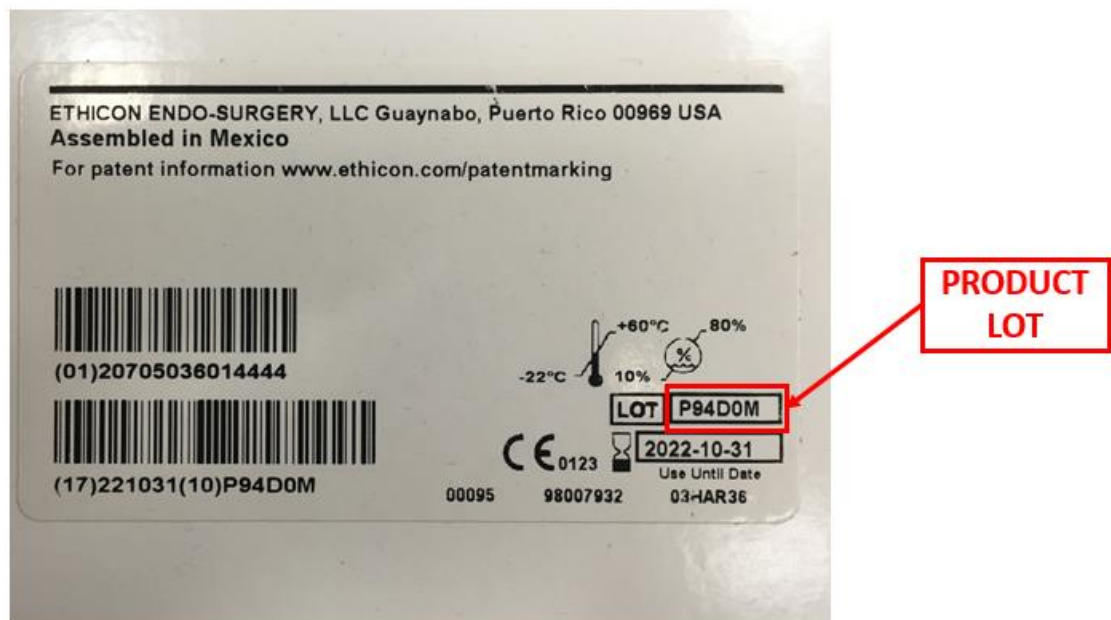 ETHICON ENDO-SURGERY, LLC Guaynabo, Puerto Rico 00969 USA
Assembled in Mexico
For patent information www.ethicon.com/patentmarking
(01)20705036014444
+60°C
80%
%
-22°C
10%
LOT P94D0M
CE 0123 2022-10-31
Use Until Date
(17)221031(10)P94D0M
00095 98007932 03HAR36
PRODUCT
LOT